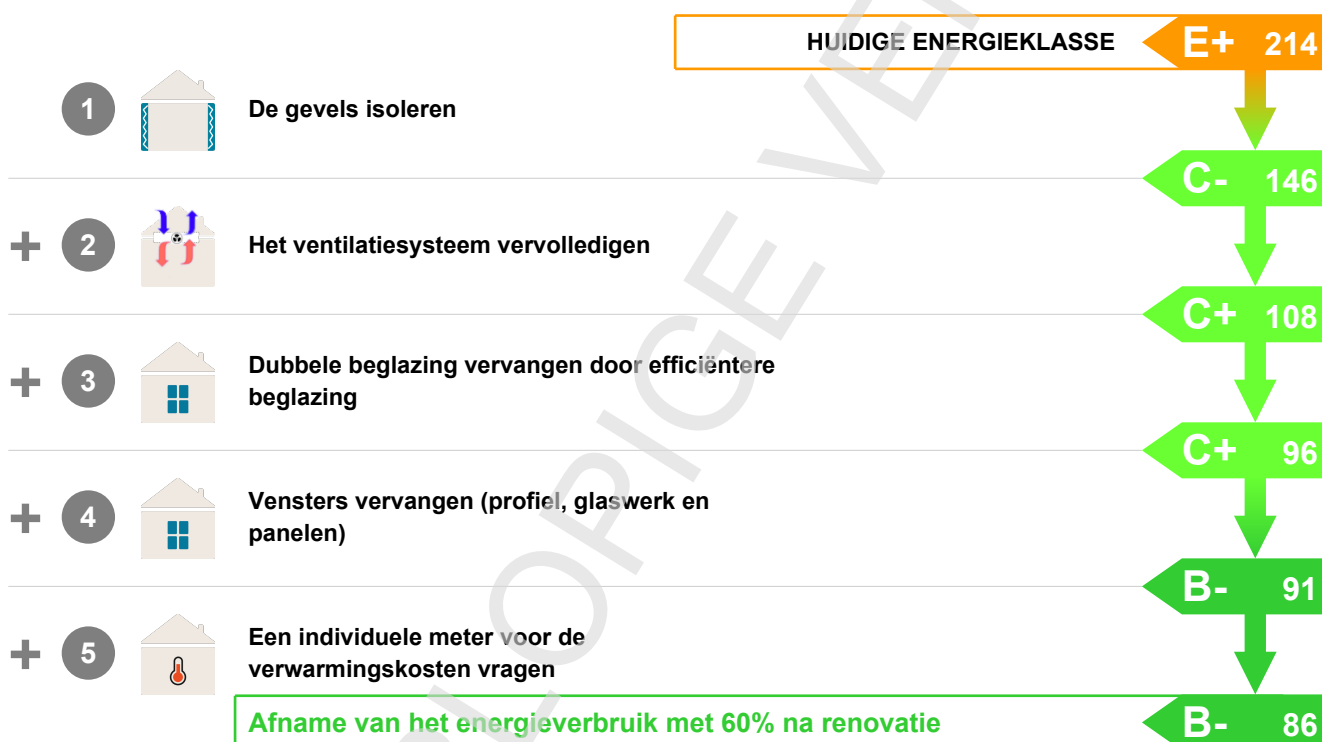 HUIDIGE ENERGIEKLASSE E+ 214
1 De gevels isoleren
C- 146
+ 2 Het ventilatiesysteem vervolledigen
C+ 108
+ 3 Dubbele beglazing vervangen door efficiëntere
beglazing
C+ 96
+ 4 Vensters vervangen (profiel, glaswerk en
panelen)
B- 91
+ 5 Een individuele meter voor de
verwarmingskosten vragen
Afname van het energieverbruik met 60% na renovatie B- 86